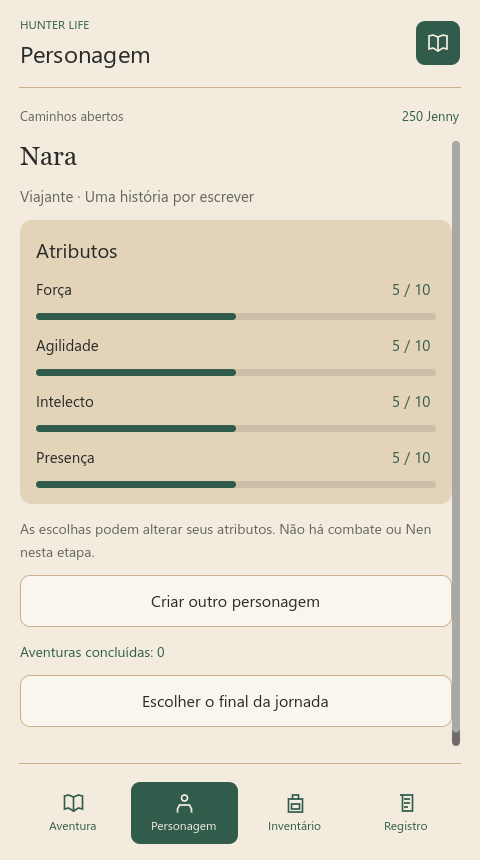 HUNTER LIFE
Personagem
Caminhos abertos
250 Jenny
Nara
Viajante · Uma história por escrever
Atributos
Força
5 / 10
Agilidade
5 / 10
Intelecto
5 / 10
Presença
5 / 10
As escolhas podem alterar seus atributos. Não há combate ou Nen
nesta etapa.
Criar outro personagem
Aventuras concluídas: 0
Escolher o final da jornada
Aventura
Personagem
Inventário
Registro